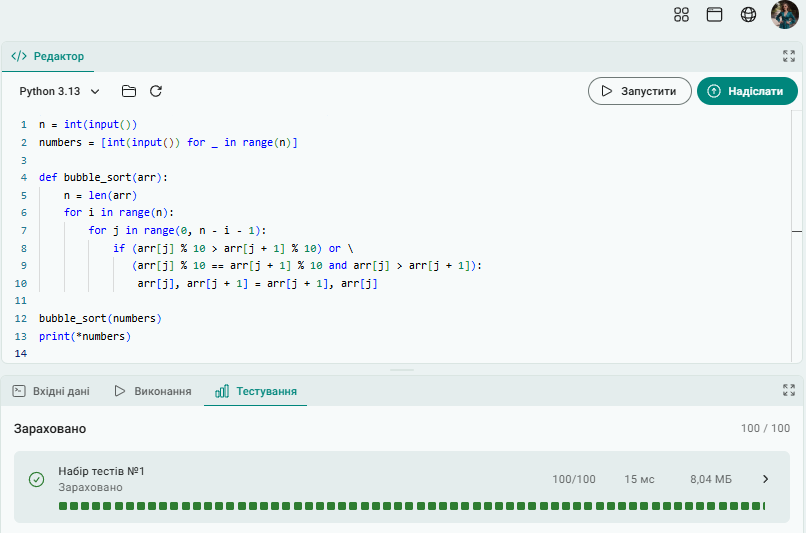 </> Редактор
Python 3.13
Запустити
Надіслати
1 n = int(input())
2 numbers = [int(input()) for _ in range(n)]
3
4 def bubble_sort(arr):
5     n = len(arr)
6     for i in range(n):
7         for j in range(0, n - i - 1):
8             if (arr[j] % 10 > arr[j + 1] % 10) or \
9                (arr[j] % 10 == arr[j + 1] % 10 and arr[j] > arr[j + 1]):
10                 arr[j], arr[j + 1] = arr[j + 1], arr[j]
11
12 bubble_sort(numbers)
13 print(*numbers)
14
Вхідні дані
Виконання
Тестування
Зараховано 100 / 100
Набір тестів №1
Зараховано
100/100 15 мс 8,04 МБ